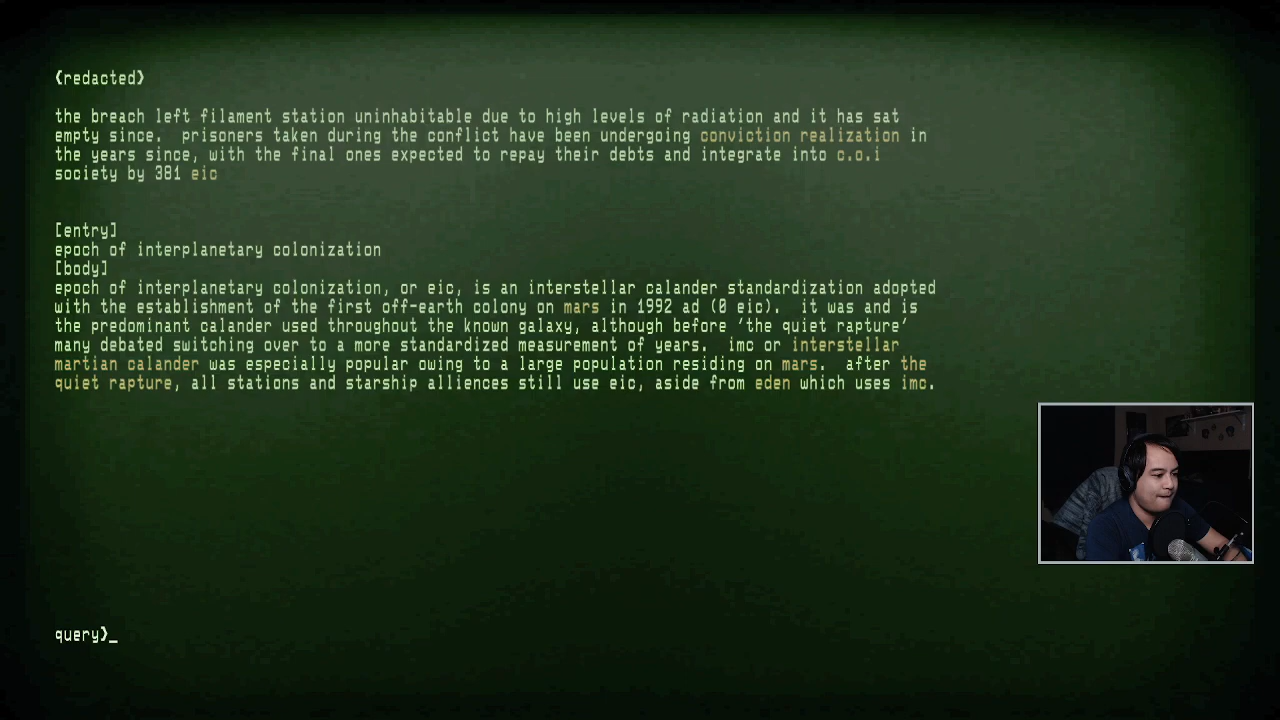 {redacted}
the breach left filament station uninhabitable due to high levels of radiation and it has sat
empty since.  prisoners taken during the conflict have been undergoing conviction realization in
the years since, with the final ones expected to repay their debts and integrate into c.o.i
society by 381 eic
[entry]
epoch of interplanetary colonization
[body]
epoch of interplanetary colonization, or eic, is an interstellar calander standardization adopted
with the establishment of the first off-earth colony on mars in 1992 ad (0 eic).  it was and is
the predominant calander used throughout the known galaxy, although before 'the quiet rapture'
many debated switching over to a more standardized measurement of years.  imc or interstellar
martian calander was especially popular owing to a large population residing on mars.  after the
quiet rapture, all stations and starship alliences still use eic, aside from eden which uses imc.
query}_